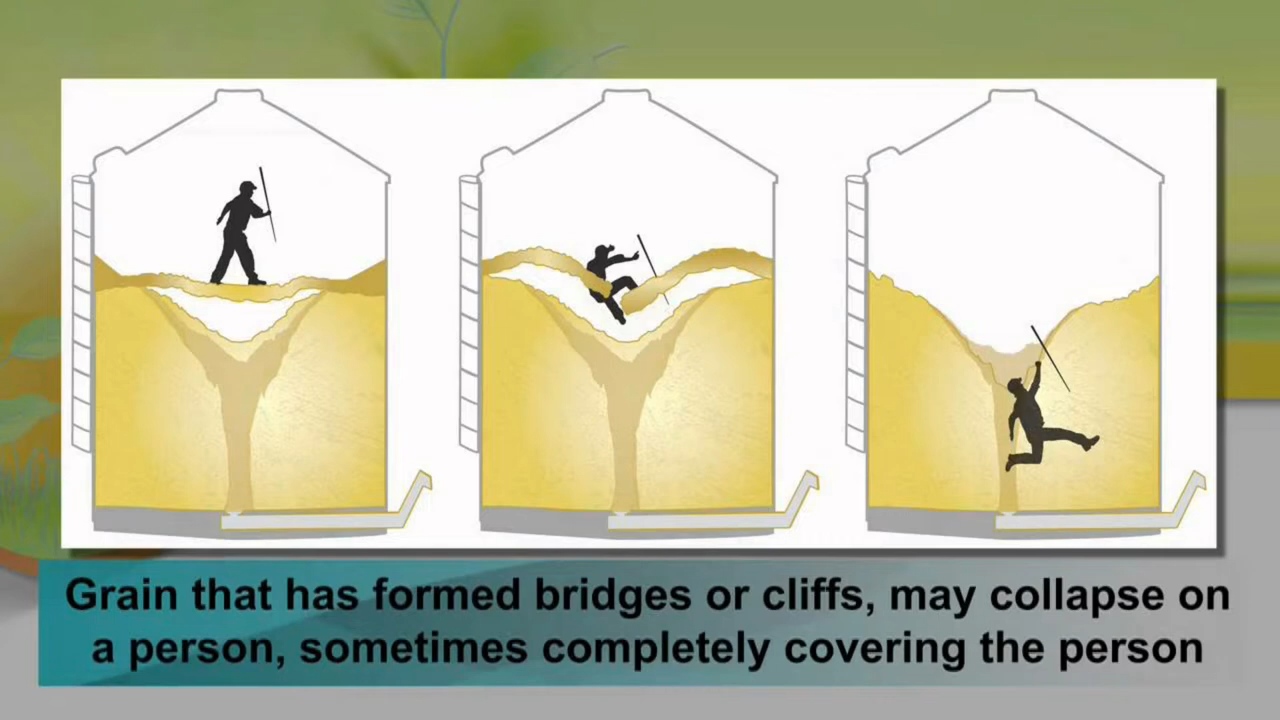 Grain that has formed bridges or cliffs, may collapse on
a person, sometimes completely covering the person